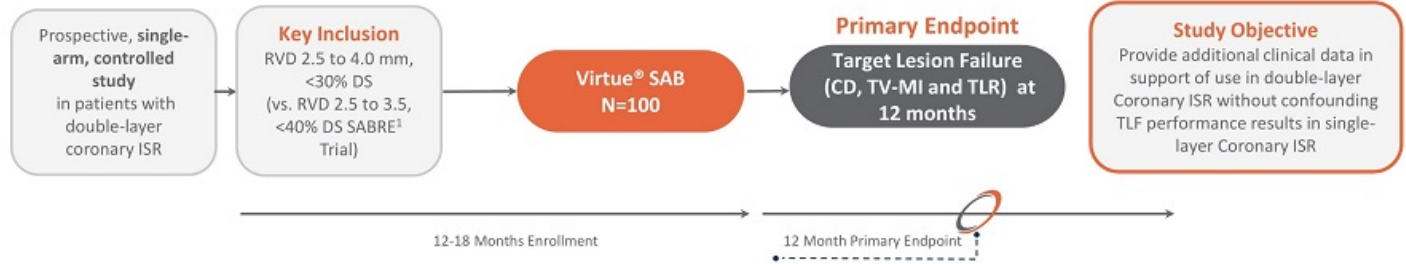 Prospective, single-
arm, controlled
study
in patients with
double-layer
coronary ISR
Key Inclusion
RVD 2.5 to 4.0 mm,
<30% DS
(vs. RVD 2.5 to 3.5,
<40% DS SABRE¹
Trial)
Virtue® SAB
N=100
Primary Endpoint
Target Lesion Failure
(CD, TV-MI and TLR) at
12 months
Study Objective
Provide additional clinical data in
support of use in double-layer
Coronary ISR without confounding
TLF performance results in single-
layer Coronary ISR
12-18 Months Enrollment
12 Month Primary Endpoint